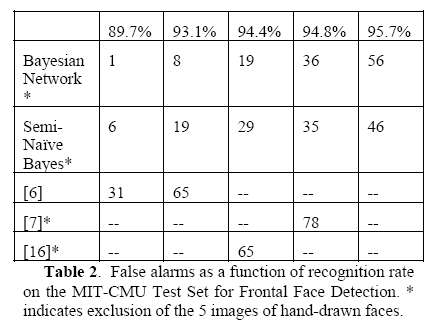 89.7% 93.1% 94.4% 94.8% 95.7%
Bayesian 1 8 19 36 56
Network
*
Semi- 6 19 29 35 46
Naïve
Bayes*
[6] 31 65 -- -- --
[7]* -- -- -- 78 --
[16]* -- -- 65 -- --
Table 2. False alarms as a function of recognition rate
on the MIT-CMU Test Set for Frontal Face Detection. *
indicates exclusion of the 5 images of hand-drawn faces.